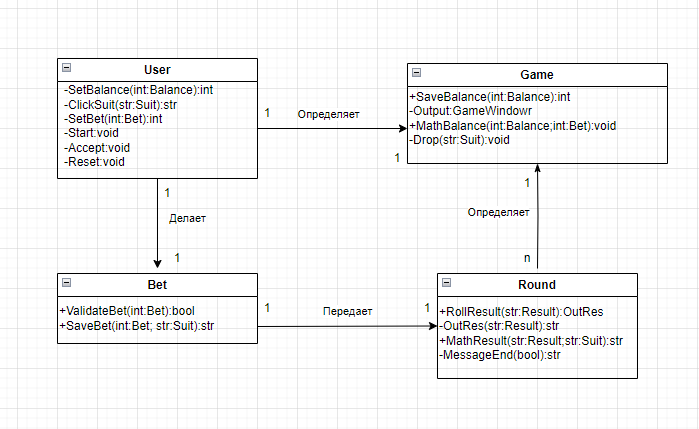 User
-SetBalance(int:Balance):int
-ClickSuit(str:Suit):str
-SetBet(int:Bet):int
-Start:void
-Accept:void
-Reset:void
1
Определяет
1
Game
+SaveBalance(int:Balance):int
-Output:GameWindowr
+MathBalance(int:Balance;int:Bet):void
-Drop(str:Suit):void
1
Делает
1
1
Определяет
n
Bet
+ValidateBet(int:Bet):bool
+SaveBet(int:Bet; str:Suit):str
1
Передает
1
Round
+RollResult(str:Result):OutRes
-OutRes(str:Result):str
+MathResult(str:Result;str:Suit):str
-MessageEnd(bool):str